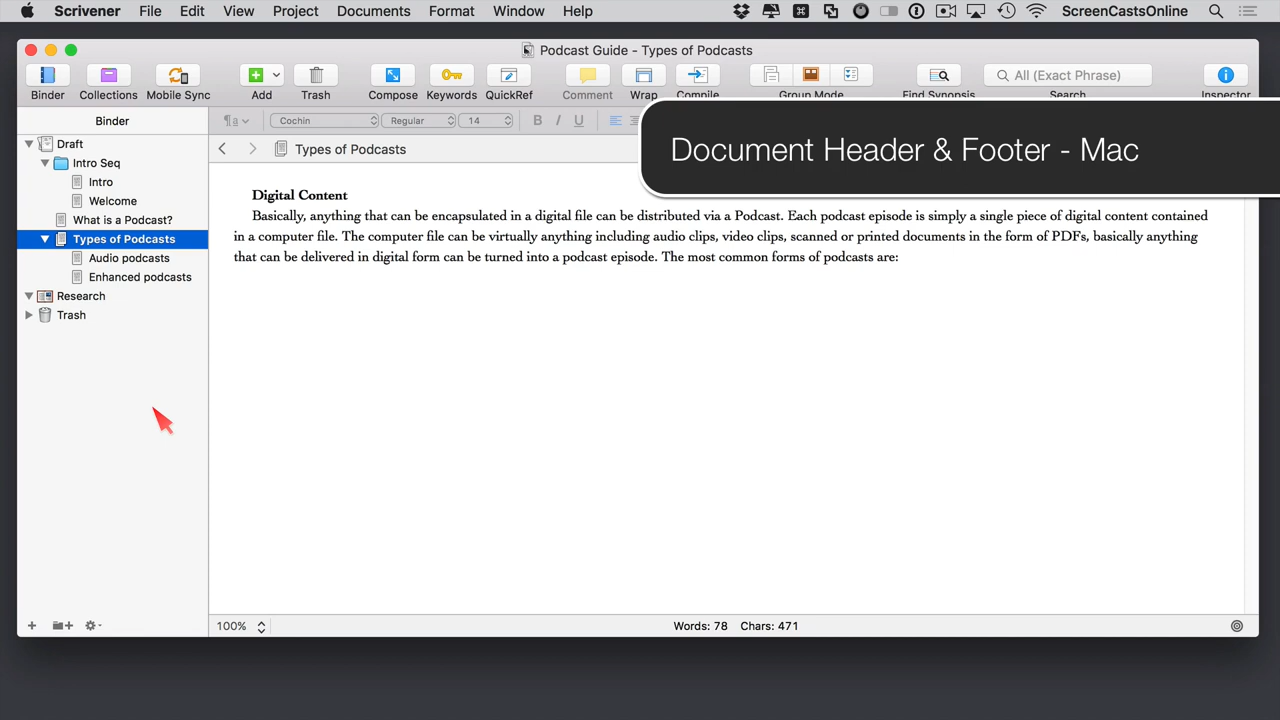 Scrivener File Edit View Project Documents Format Window Help ScreenCastsOnline
Podcast Guide - Types of Podcasts
Binder Collections Mobile Sync Add Trash Compose Keywords QuickRef Comment Wrap Compile Group Mode Find Synopsis Search Inspector
All (Exact Phrase)
Binder
Cochin Regular 14 B I U
Document Header & Footer - Mac
Types of Podcasts
Draft
Intro Seq
Intro
Welcome
What is a Podcast?
Types of Podcasts
Audio podcasts
Enhanced podcasts
Research
Trash
Digital Content
Basically, anything that can be encapsulated in a digital file can be distributed via a Podcast. Each podcast episode is simply a single piece of digital content contained
in a computer file. The computer file can be virtually anything including audio clips, video clips, scanned or printed documents in the form of PDFs, basically anything
that can be delivered in digital form can be turned into a podcast episode. The most common forms of podcasts are:
100% Words: 78 Chars: 471